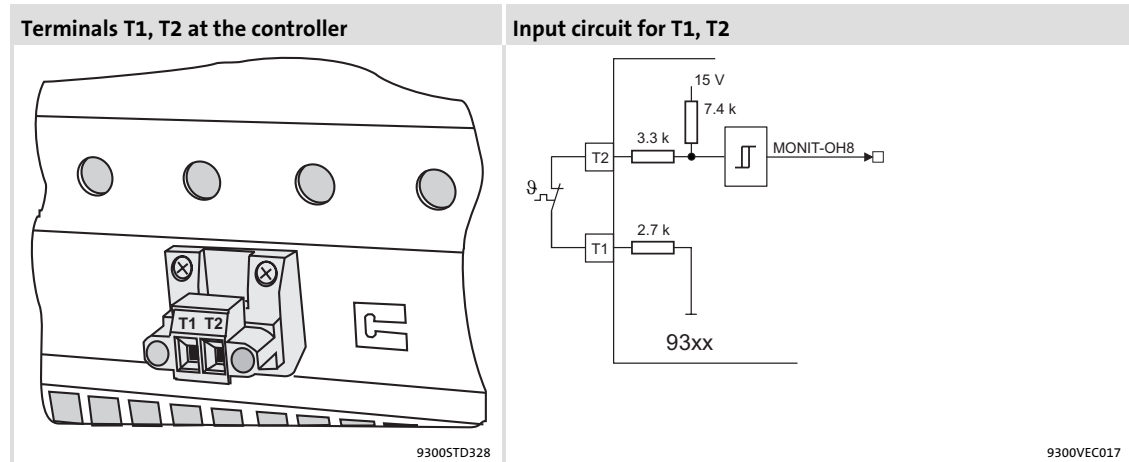 Terminals T1, T2 at the controller
Input circuit for T1, T2
T1 T2
9300STD328
15 V
7.4 k
3.3 k
MONIT-OH8
T2
ϑ
2.7 k
T1
93xx
9300VEC017